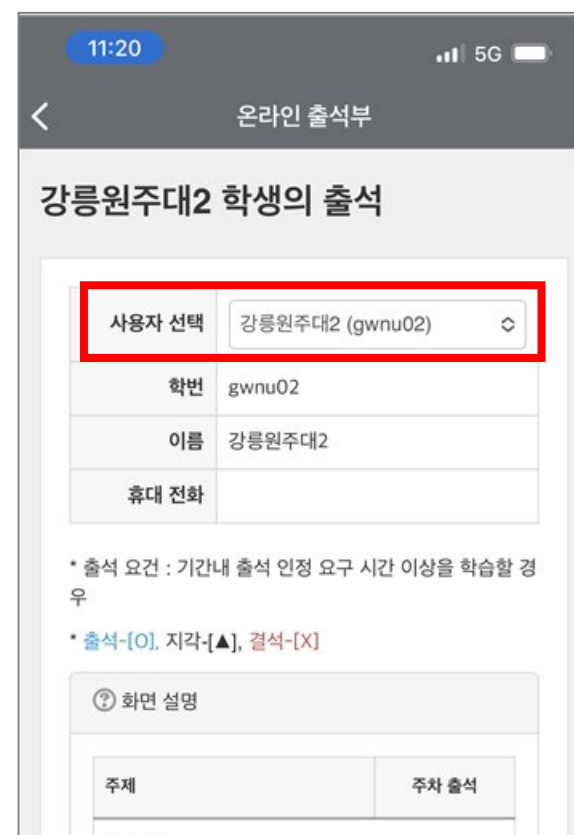 11:20
5G
온라인 출석부
강릉원주대2 학생의 출석
사용자 선택 강릉원주대2 (gwnu02)
학번 gwnu02
이름 강릉원주대2
휴대 전화
* 출석 요건 : 기간내 출석 인정 요구 시간 이상을 학습할 경
우
* 출석-[O], 지각-[▲], 결석-[X]
? 화면 설명
주제 주차 출석